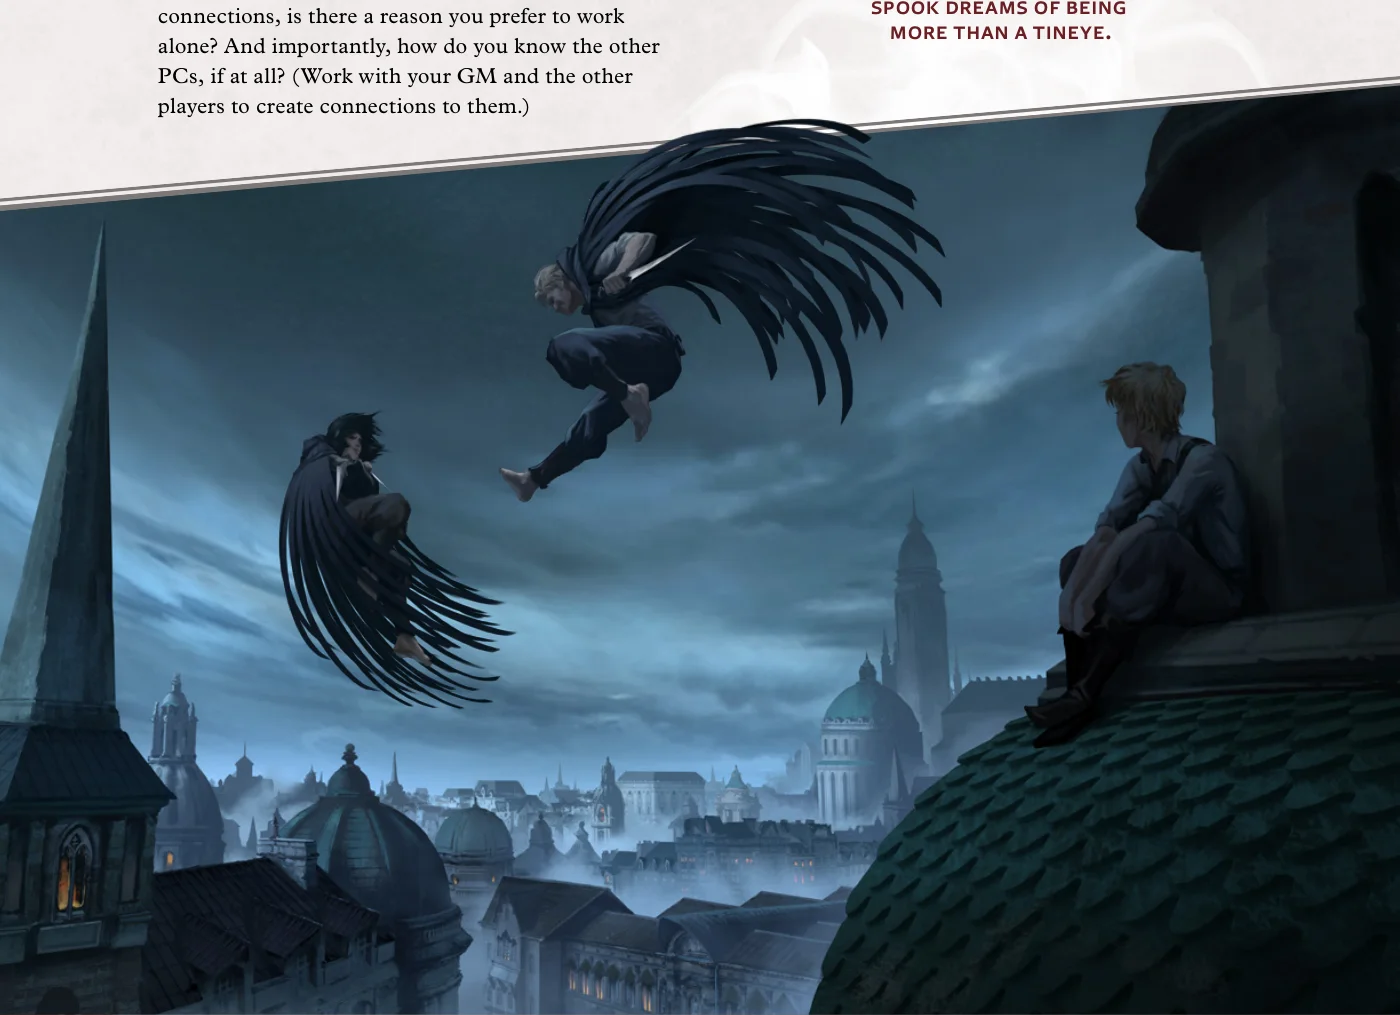 connections, is there a reason you prefer to work
alone? And importantly, how do you know the other
PCs, if at all? (Work with your GM and the other
players to create connections to them.)
SPOOK DREAMS OF BEING
MORE THAN A TINEYE.